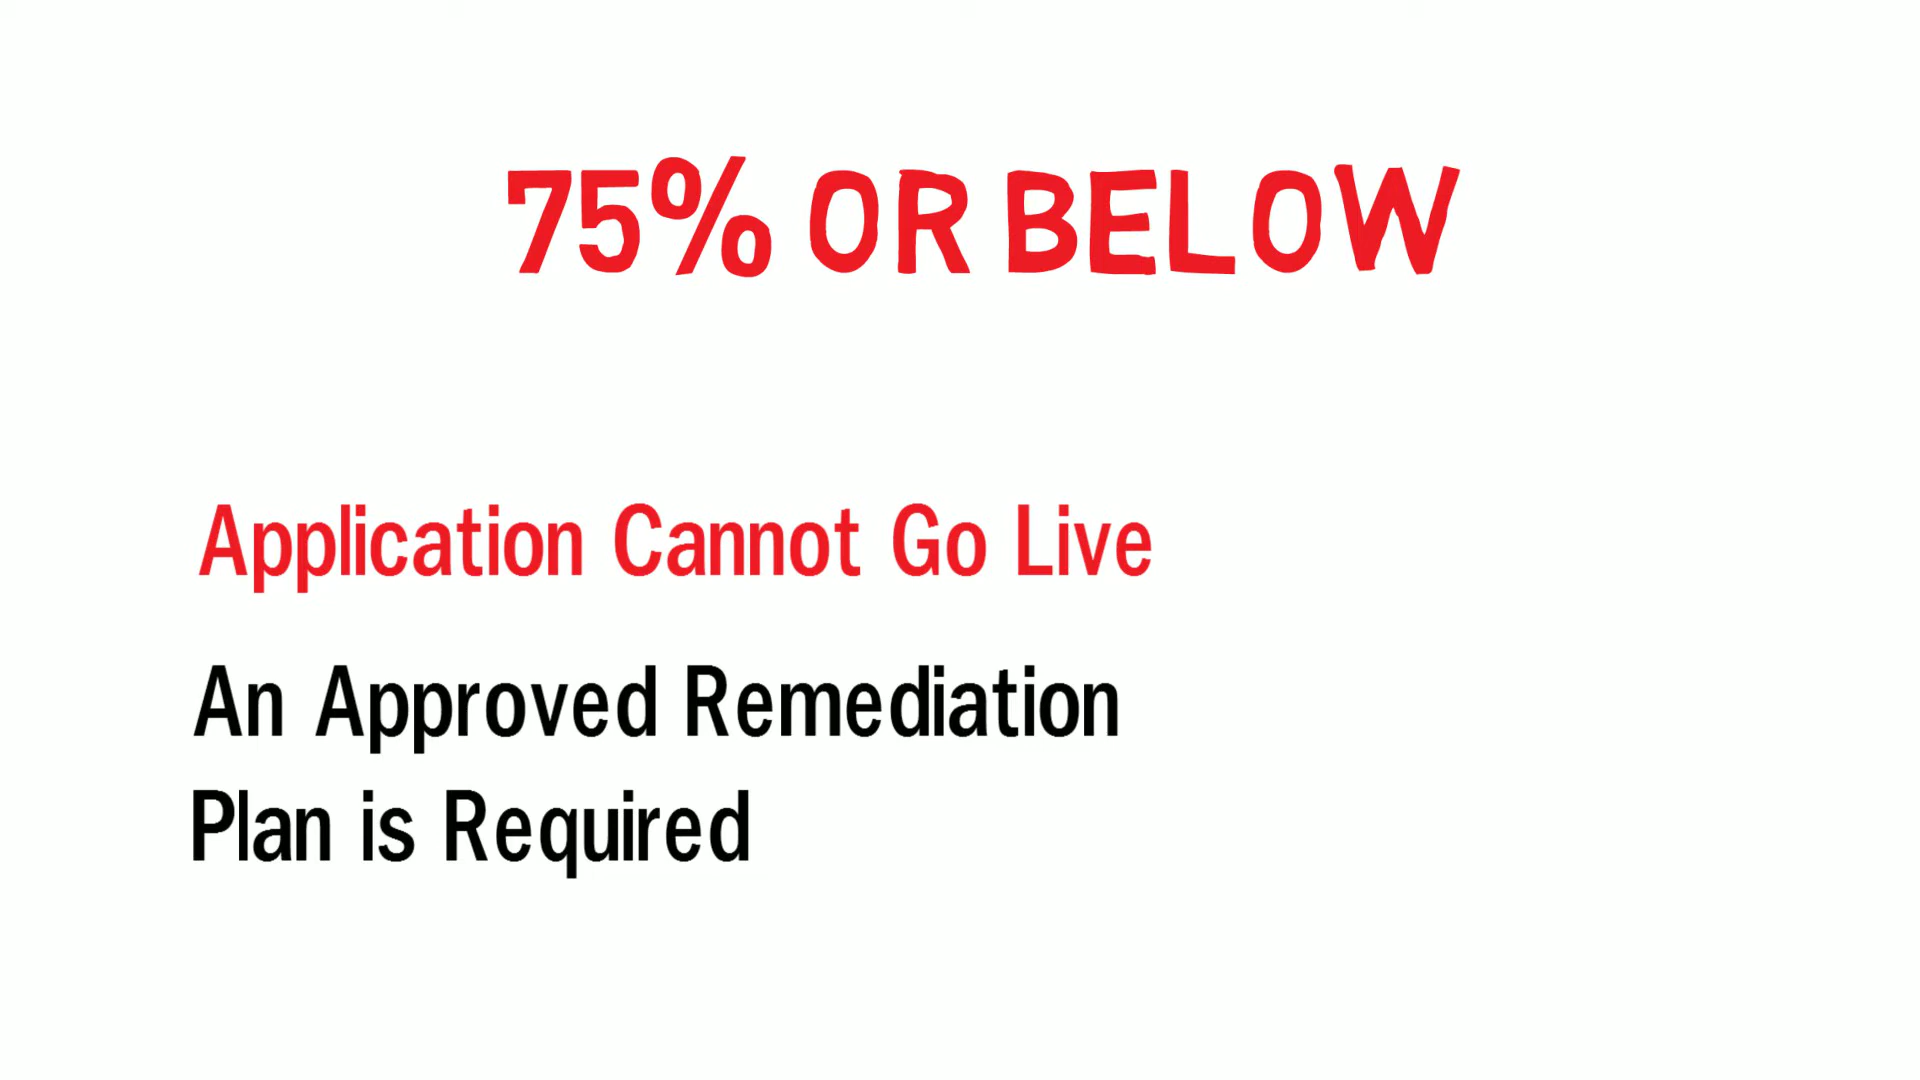 75% OR BELOW
Application Cannot Go Live
An Approved Remediation
Plan is Required